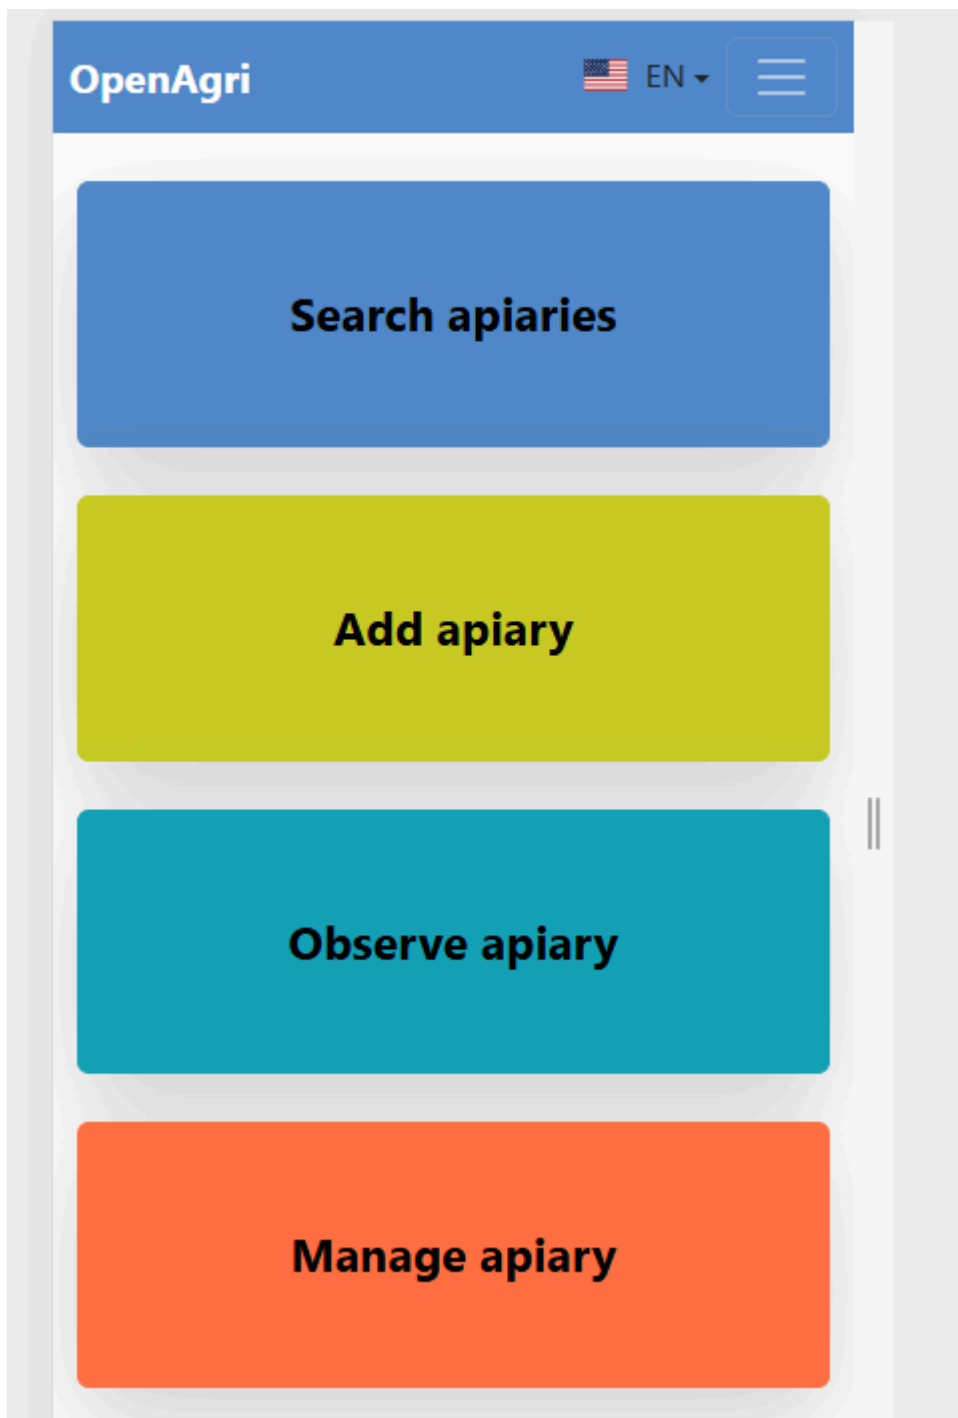 OpenAgri
EN
Search apiaries
Add apiary
Observe apiary
Manage apiary